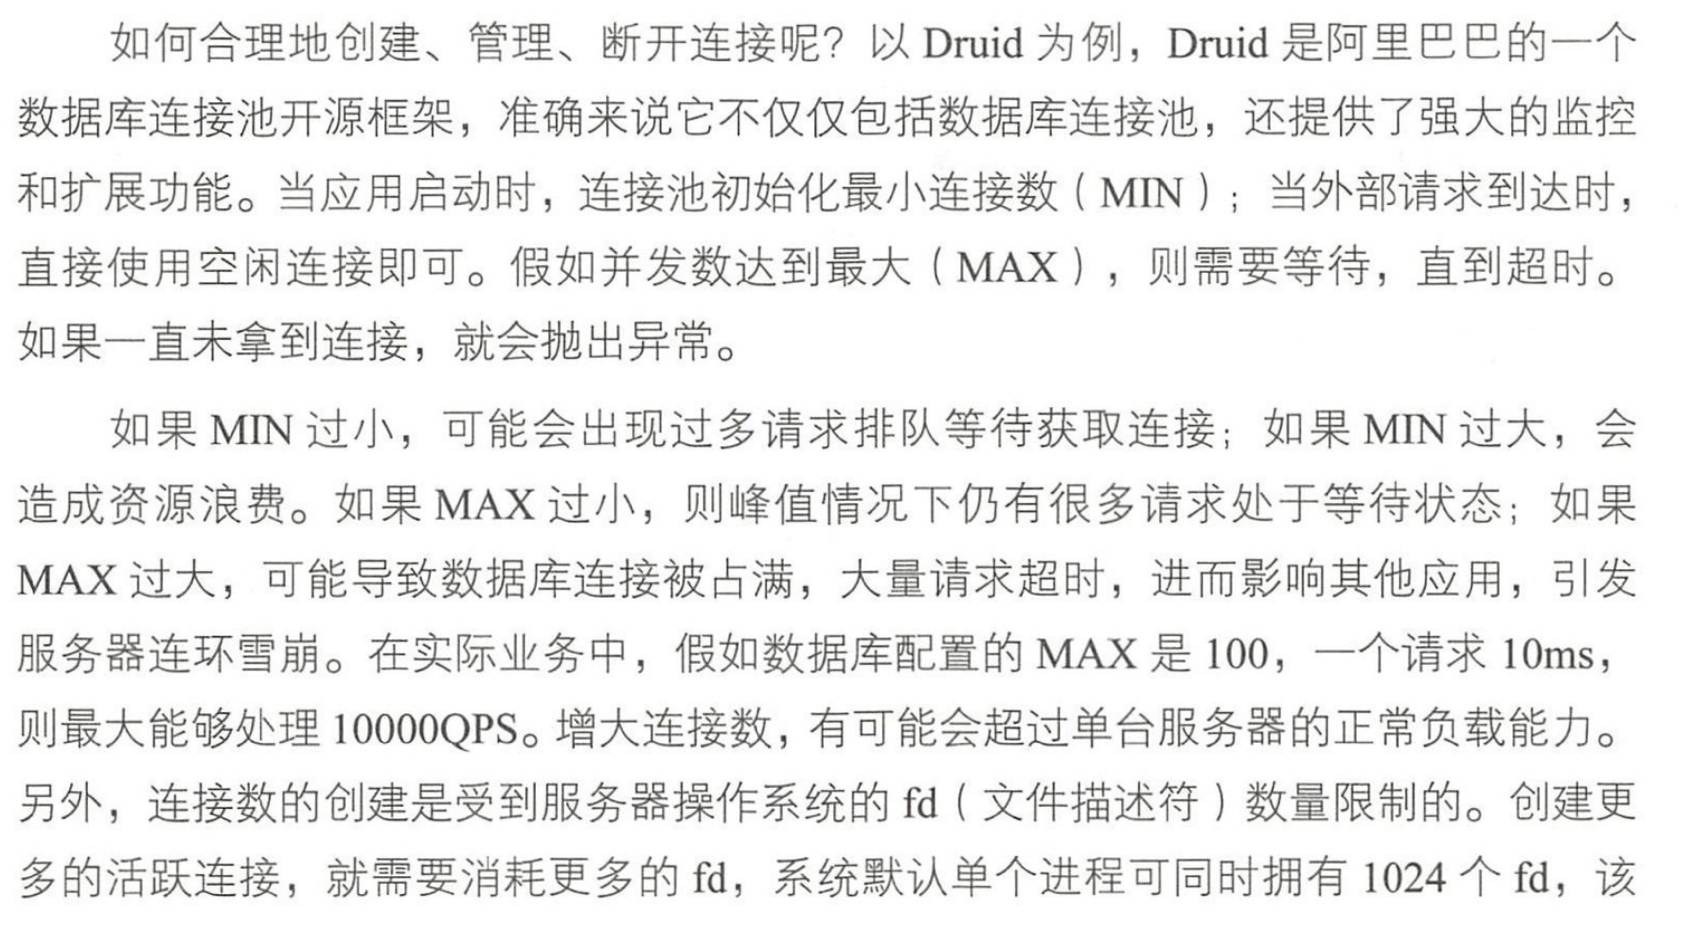 如何合理地创建、管理、断开连接呢？以 Druid 为例，Druid 是阿里巴巴的一个
数据库连接池开源框架，准确来说它不仅仅包括数据库连接池，还提供了强大的监控
和扩展功能。当应用启动时，连接池初始化最小连接数（MIN）；当外部请求到达时，
直接使用空闲连接即可。假如并发数达到最大（MAX），则需要等待，直到超时。
如果一直未拿到连接，就会抛出异常。
如果 MIN 过小，可能会出现过多请求排队等待获取连接；如果 MIN 过大，会
造成资源浪费。如果 MAX 过小，则峰值情况下仍有很多请求处于等待状态；如果
MAX 过大，可能导致数据库连接被占满，大量请求超时，进而影响其他应用，引发
服务器连环雪崩。在实际业务中，假如数据库配置的 MAX 是 100，一个请求 10ms，
则最大能够处理 10000QPS。增大连接数，有可能会超过单台服务器的正常负载能力。
另外，连接数的创建是受到服务器操作系统的 fd（文件描述符）数量限制的。创建更
多的活跃连接，就需要消耗更多的 fd，系统默认单个进程可同时拥有 1024 个 fd，该